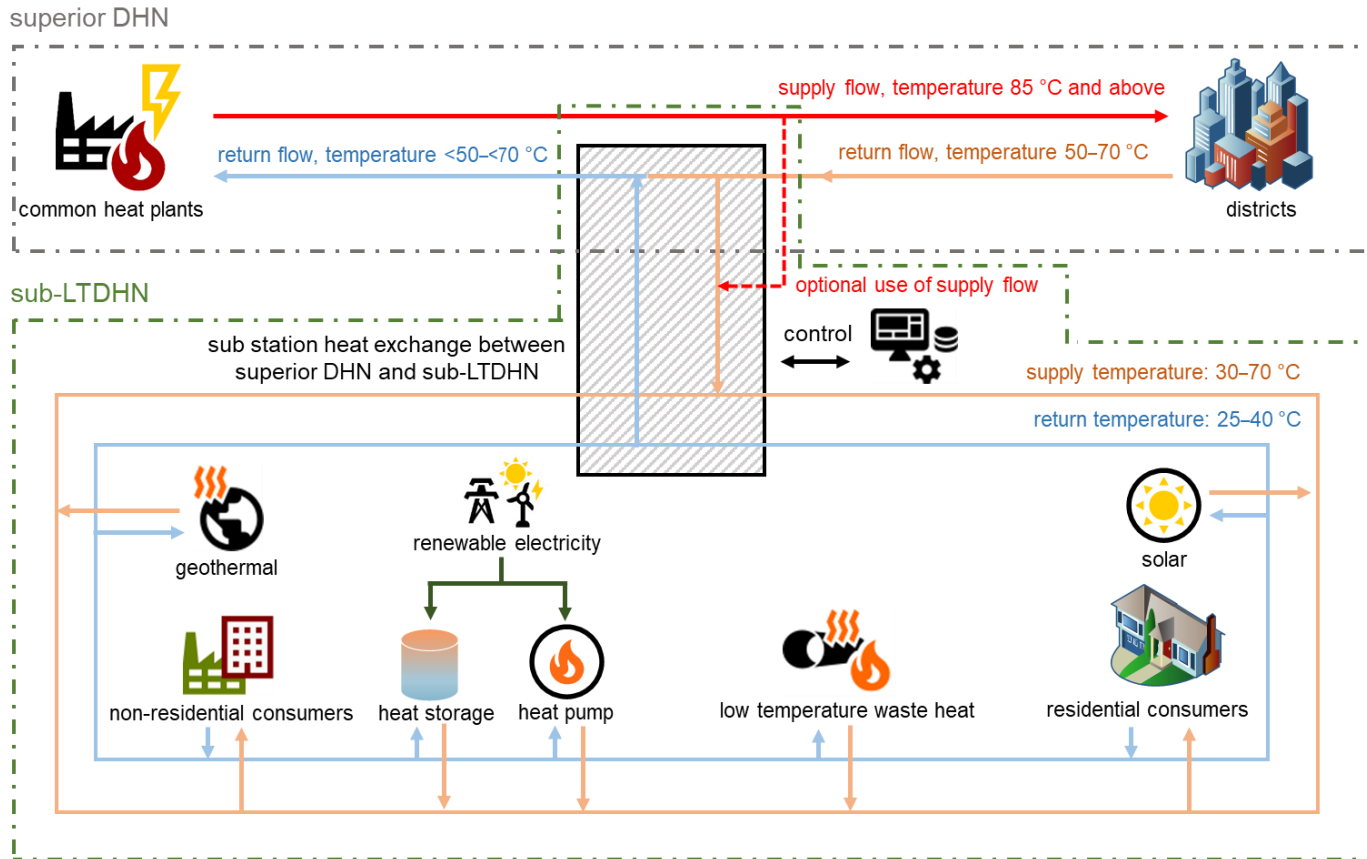 superior DHN
supply flow, temperature 85 °C and above
return flow, temperature <50–<70 °C
return flow, temperature 50–70 °C
common heat plants
districts
sub-LTDHN
optional use of supply flow
control
sub station heat exchange between
superior DHN and sub-LTDHN
supply temperature: 30–70 °C
return temperature: 25–40 °C
geothermal
renewable electricity
solar
non-residential consumers
heat storage
heat pump
low temperature waste heat
residential consumers